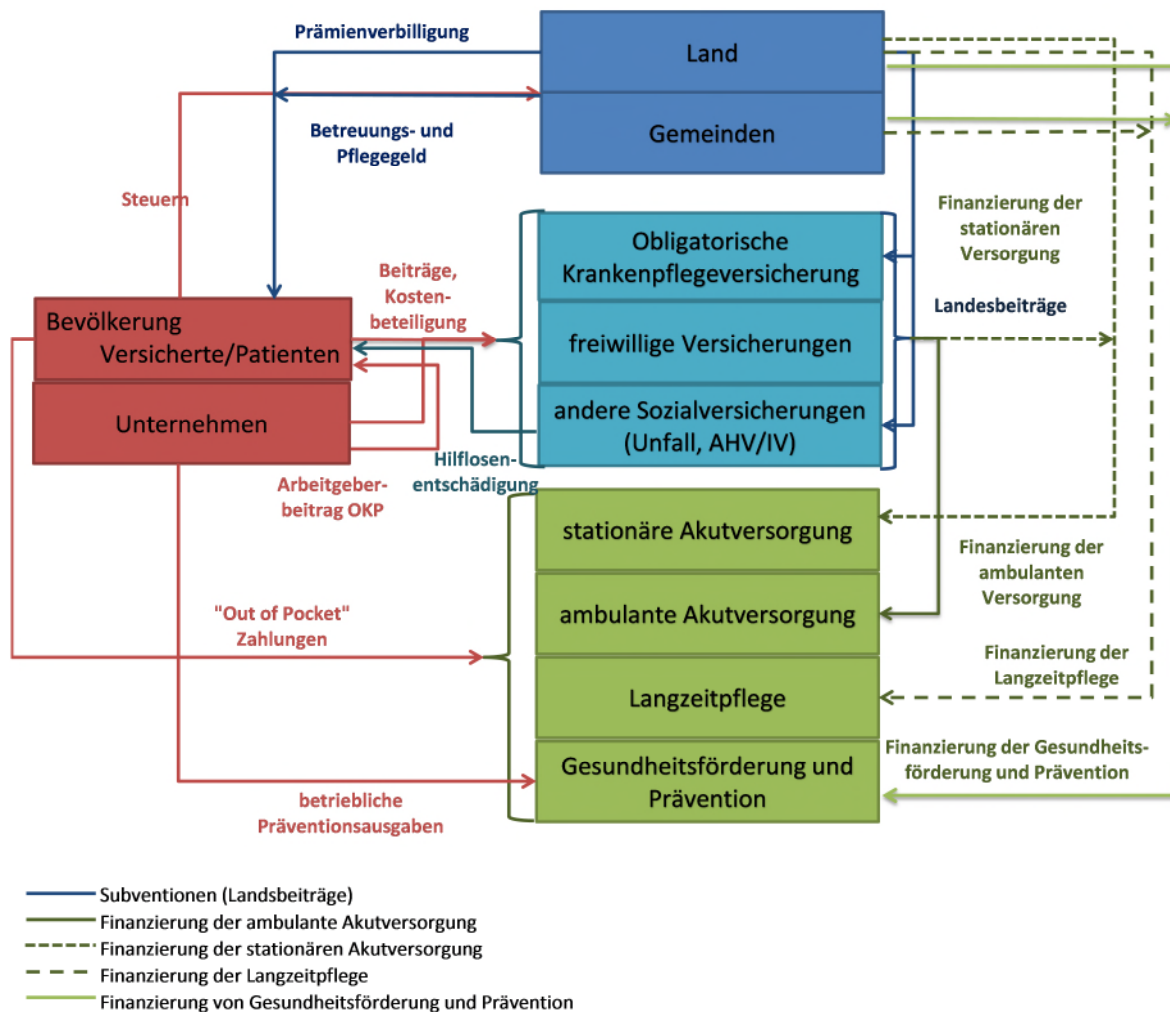 Prämienverbilligung
Land
Betreuungs- und
Pflegegeld
Gemeinden
Steuern
Finanzierung der
stationären
Versorgung
Obligatorische
Krankenpflegeversicherung
Beiträge,
Kosten-
beteiligung
Landesbeiträge
Bevölkerung
Versicherte/Patienten
freiwillige Versicherungen
Unternehmen
andere Sozialversicherungen
(Unfall, AHV/IV)
Hilflosen-
entschädigung
Arbeitgeber-
beitrag OKP
stationäre Akutversorgung
Finanzierung der
ambulanten
Versorgung
ambulante Akutversorgung
"Out of Pocket"
Zahlungen
Finanzierung der
Langzeitpflege
Langzeitpflege
Finanzierung der Gesundheits-
förderung und Prävention
Gesundheitsförderung und
Prävention
betriebliche
Präventionsausgaben
Subventionen (Landsbeiträge)
Finanzierung der ambulante Akutversorgung
Finanzierung der stationären Akutversorgung
Finanzierung der Langzeitpflege
Finanzierung von Gesundheitsförderung und Prävention